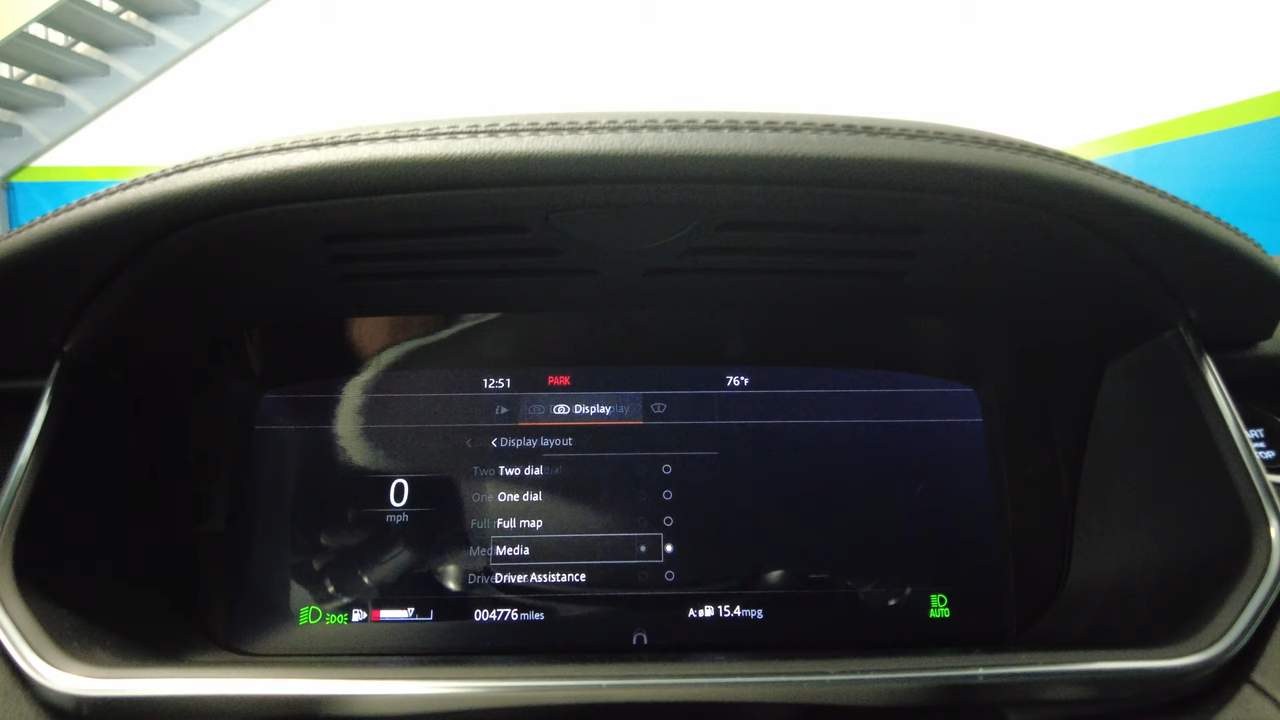 12:51 PARK 76°F
Display
Display layout
Two dial
One dial
0
Full map
mph
Media
Driver Assistance
004776 miles A:ø 15.4mpg
AUTO